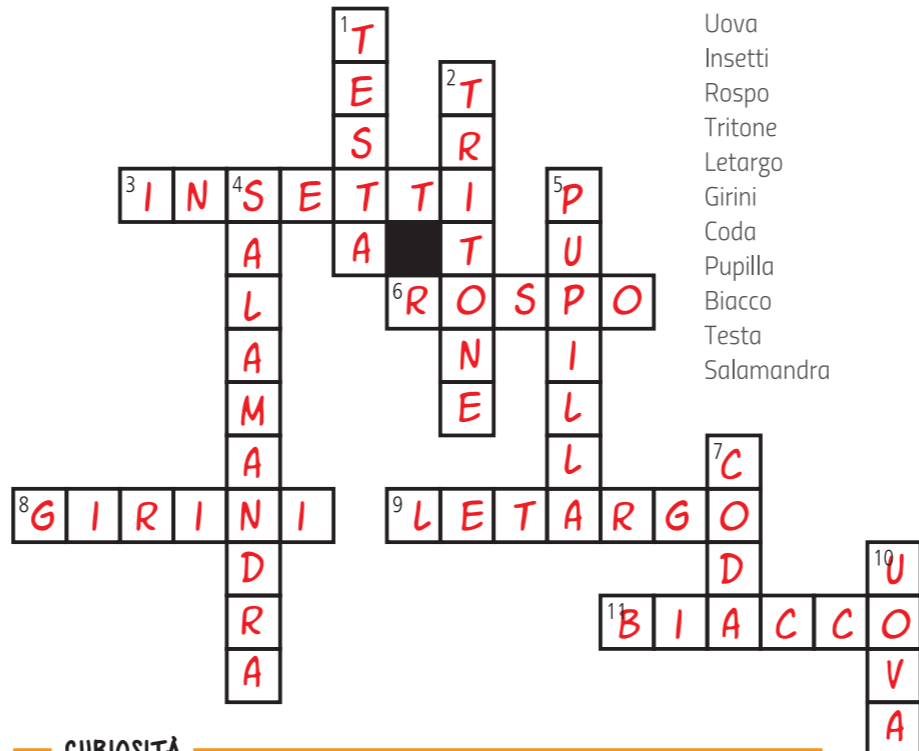 Uova
Insetti
Rospo
Tritone
Letargo
Girini
Coda
Pupilla
Biacco
Testa
Salamandra
1 TESTA
2 TRITONE
3 INSETTI
4 SALAMANDRA
5 PUPILLA
6 ROSPO
7 CODA
8 GIRINI
9 LETARGO
10 UOVA
11 BIACCO
CURIOSITÀ